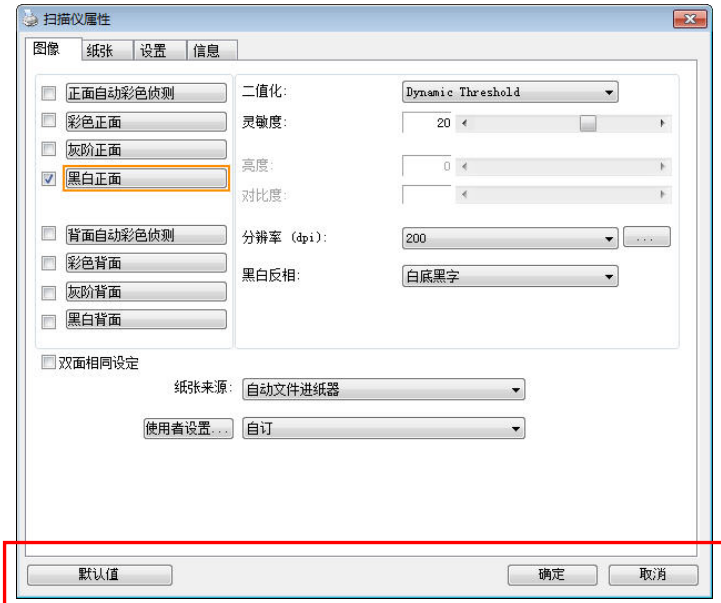 扫描仪属性
图像 纸张 设置 信息
正面自动彩色侦测 二值化: Dynamic Threshold
彩色正面 灵敏度: 20
灰阶正面
黑白正面 亮度: 0
对比度:
背面自动彩色侦测 分辨率 (dpi): 200 ...
彩色背面 黑白反相: 白底黑字
灰阶背面
黑白背面
双面相同设定
纸张来源: 自动文件进纸器
使用者设置... 自订
默认值 确定 取消